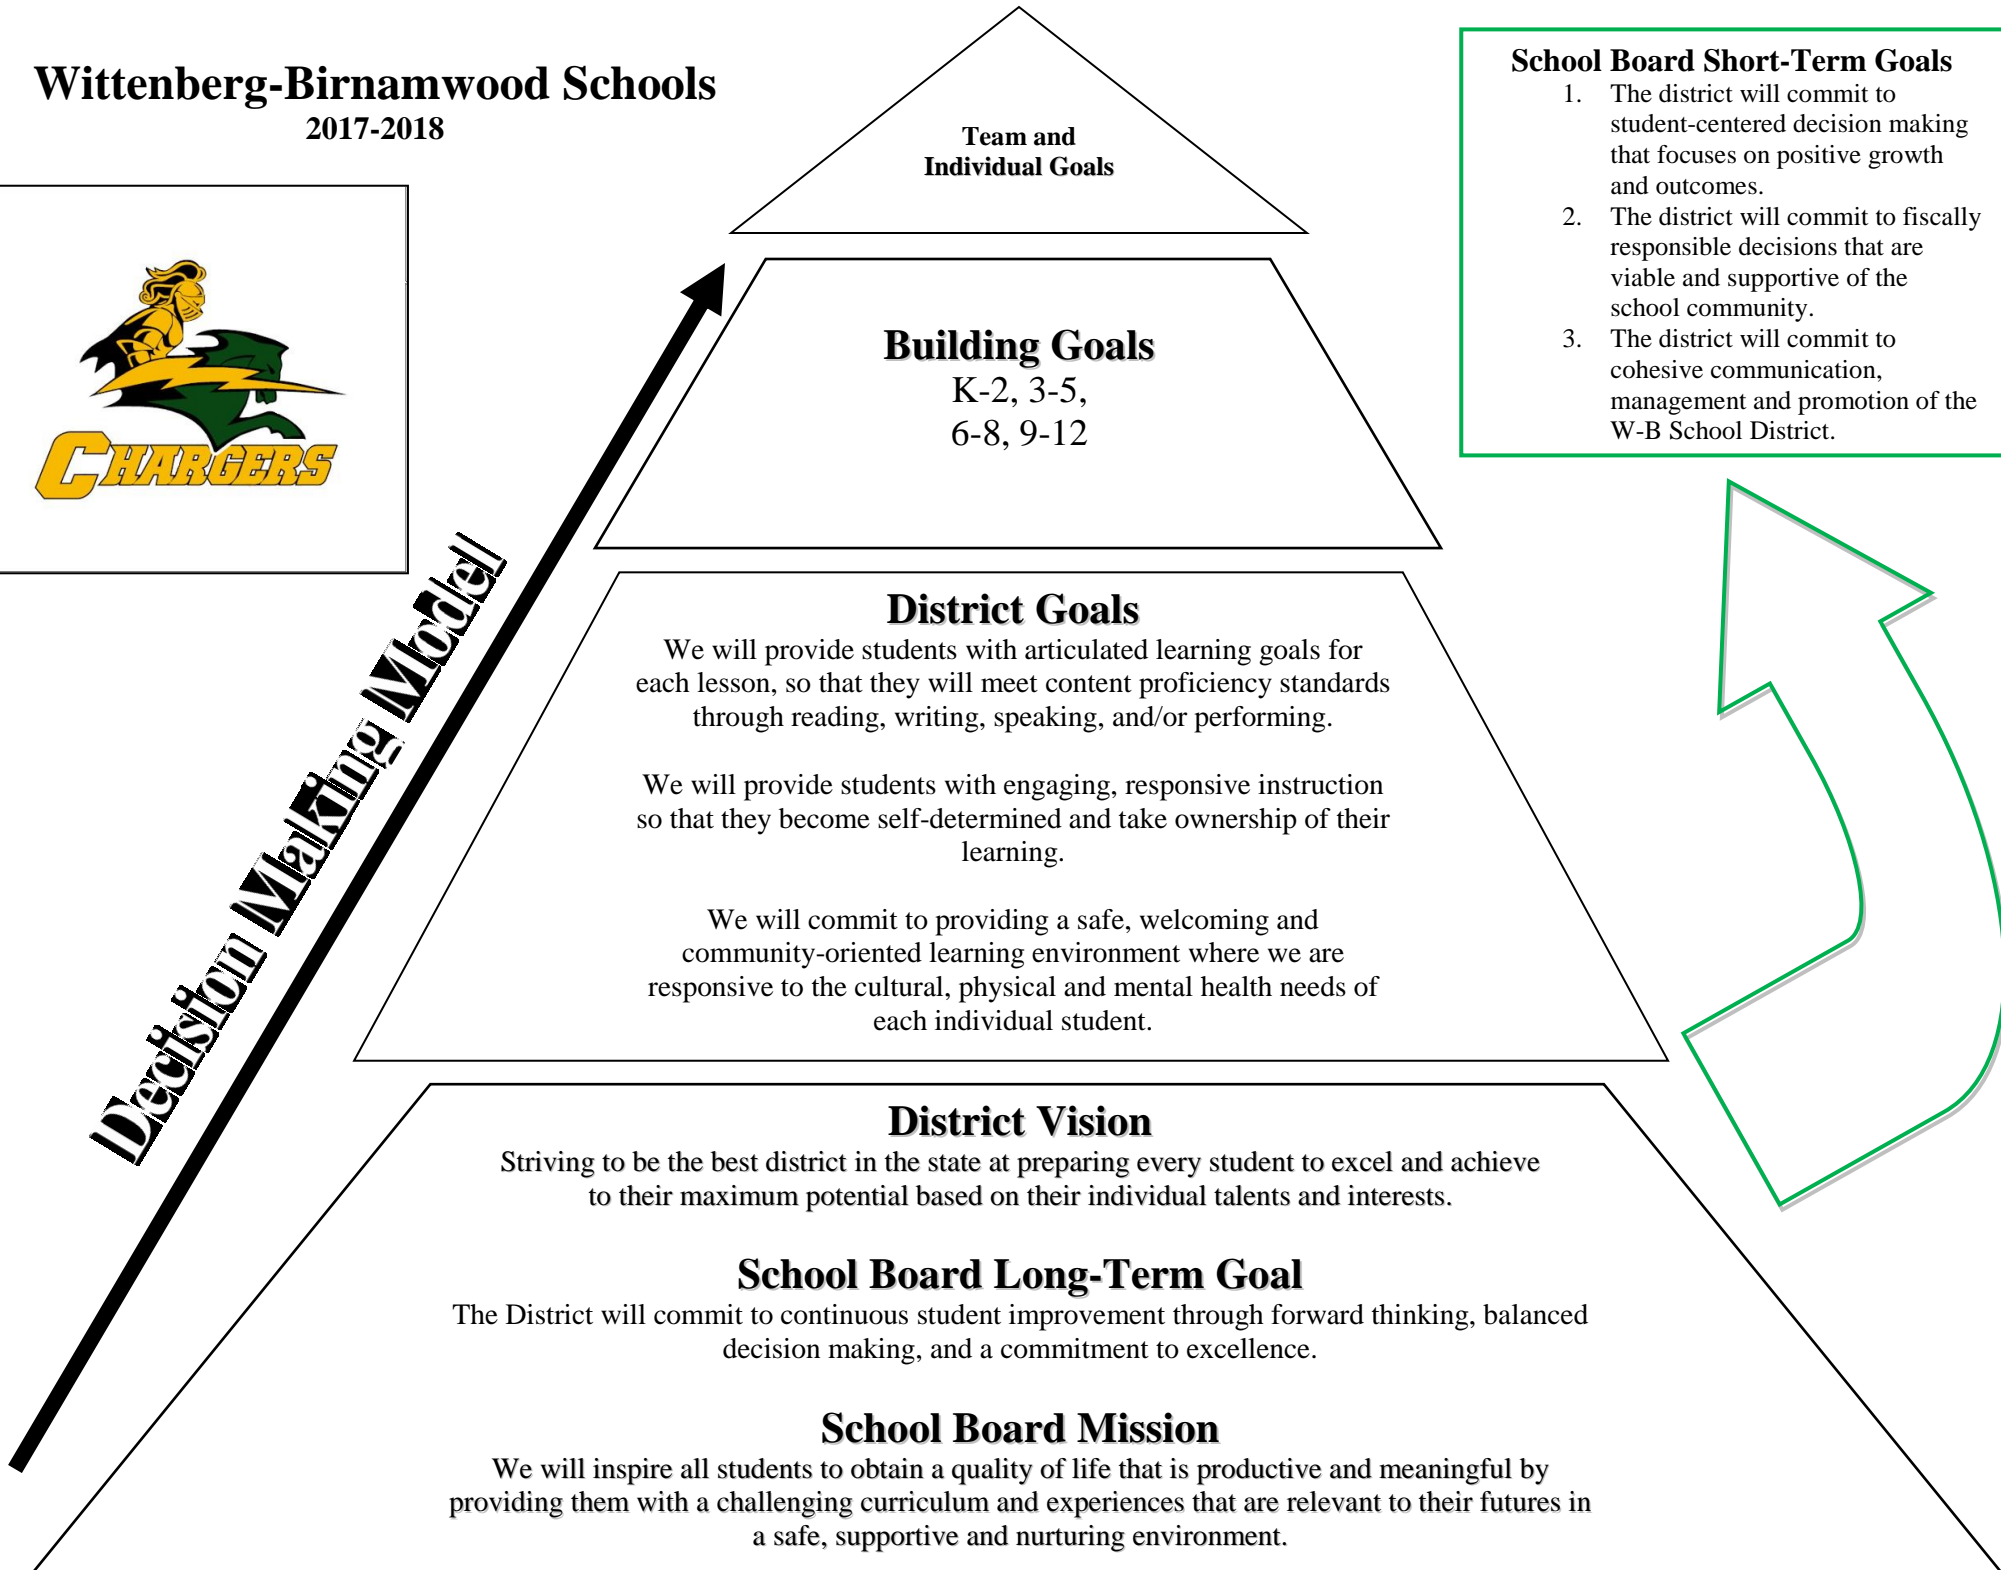 Wittenberg-Birnamwood Schools
2017-2018
CHARGERS
Decision Making Model
Team and
Individual Goals
Building Goals
K-2, 3-5,
6-8, 9-12
District Goals
We will provide students with articulated learning goals for
each lesson, so that they will meet content proficiency standards
through reading, writing, speaking, and/or performing.
We will provide students with engaging, responsive instruction
so that they become self-determined and take ownership of their
learning.
We will commit to providing a safe, welcoming and
community-oriented learning environment where we are
responsive to the cultural, physical and mental health needs of
each individual student.
District Vision
Striving to be the best district in the state at preparing every student to excel and achieve
to their maximum potential based on their individual talents and interests.
School Board Long-Term Goal
The District will commit to continuous student improvement through forward thinking, balanced
decision making, and a commitment to excellence.
School Board Mission
We will inspire all students to obtain a quality of life that is productive and meaningful by
providing them with a challenging curriculum and experiences that are relevant to their futures in
a safe, supportive and nurturing environment.
School Board Short-Term Goals
1. The district will commit to
student-centered decision making
that focuses on positive growth
and outcomes.
2. The district will commit to fiscally
responsible decisions that are
viable and supportive of the
school community.
3. The district will commit to
cohesive communication,
management and promotion of the
W-B School District.